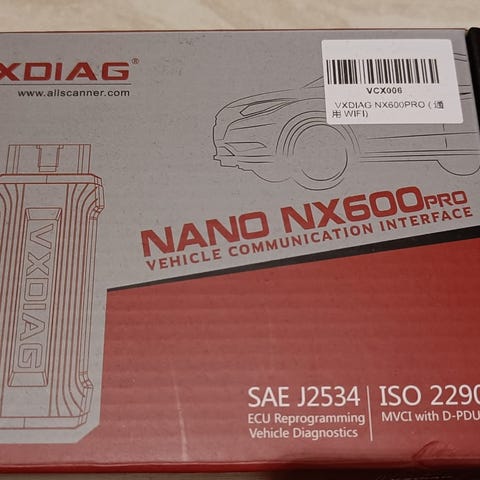 XDIAG®
www.allscanner.com
VCX006
VXDIAG NX600PRO ( 通
用 WIFI)
NANO NX600PRO
VEHICLE COMMUNICATION INTERFACE
VXDIAG
SAE J2534
ECU Reprogramming
Vehicle Diagnostics
ISO 2290
MVCI with D-PDU